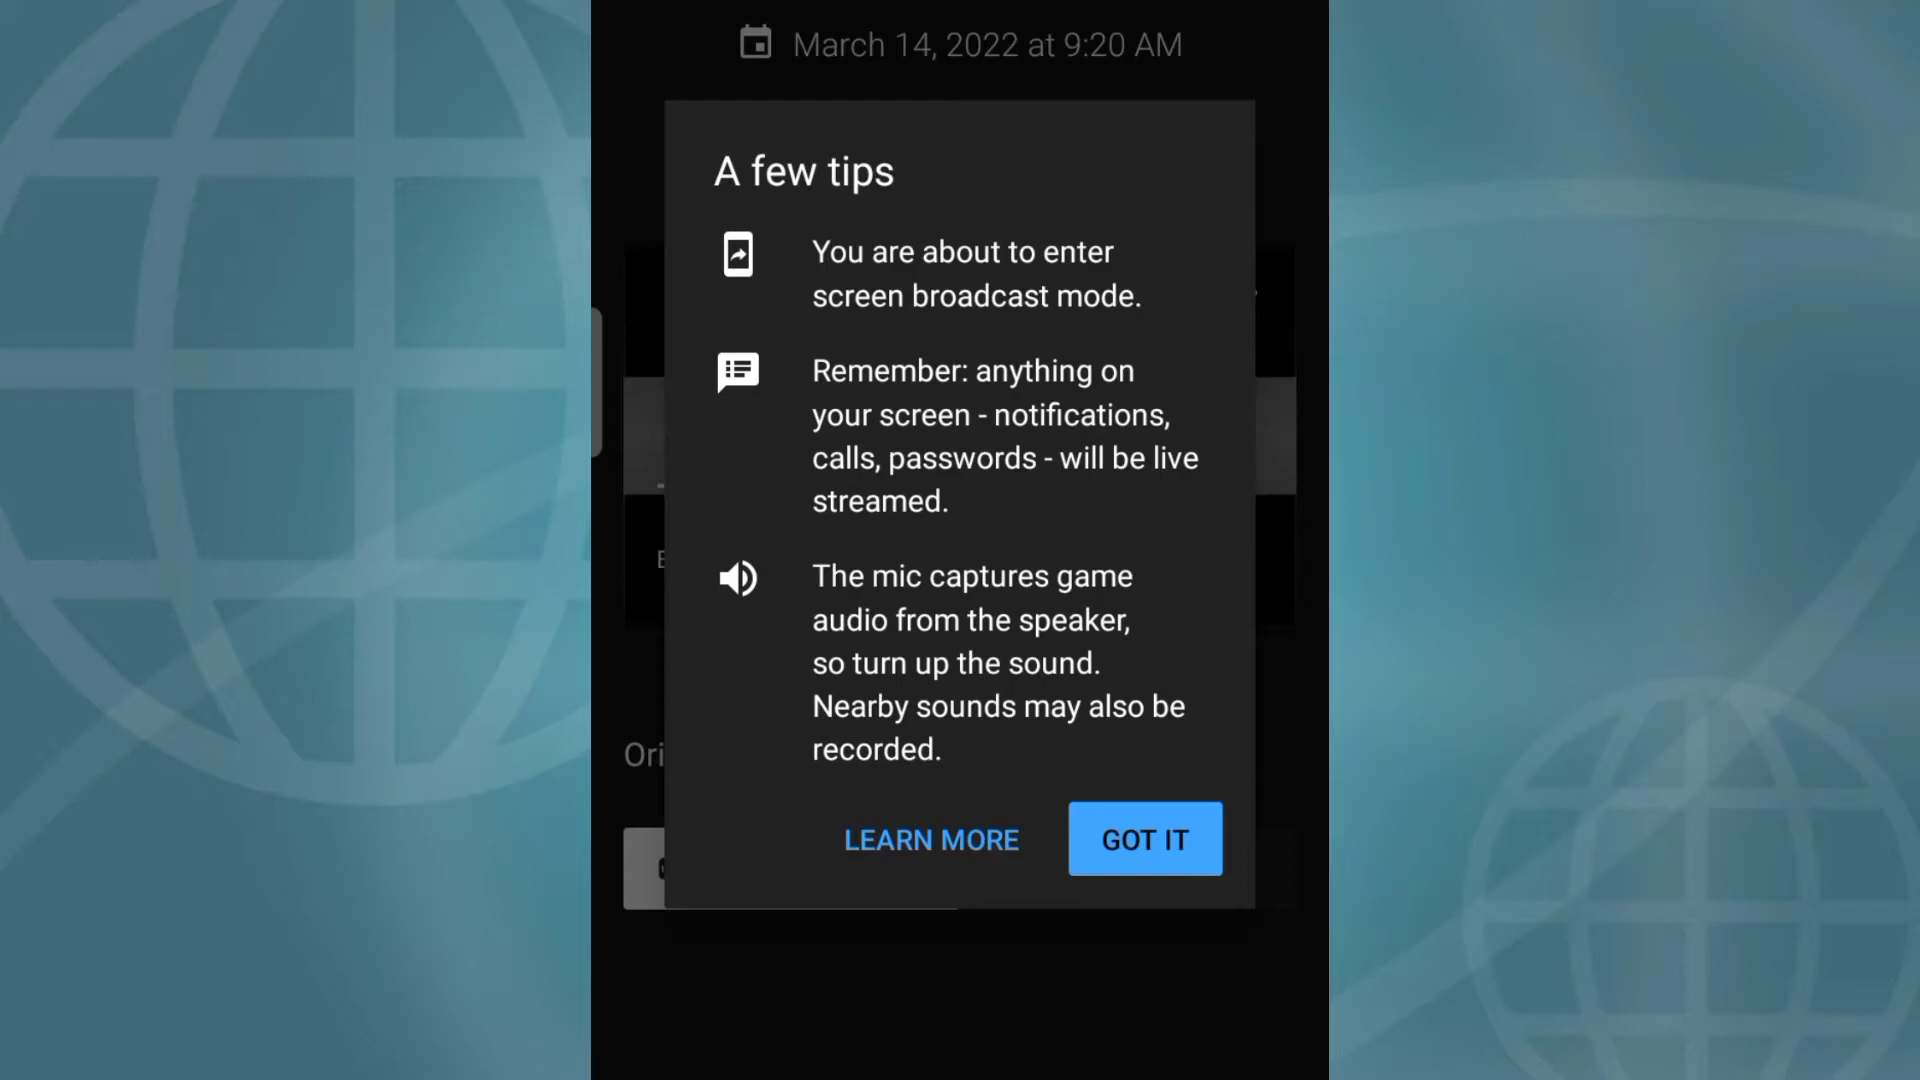 March 14, 2022 at 9:20 AM
A few tips
You are about to enter
screen broadcast mode.
Remember: anything on
your screen - notifications,
calls, passwords - will be live
streamed.
The mic captures game
audio from the speaker,
so turn up the sound.
Nearby sounds may also be
recorded.
Ori
LEARN MORE
GOT IT